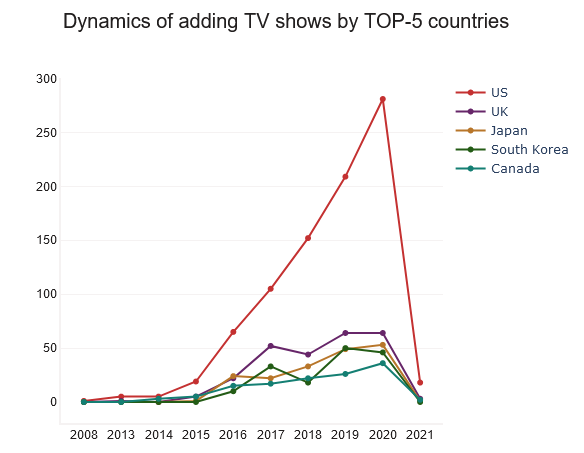 Dynamics of adding TV shows by TOP-5 countries
300
250
200
150
100
50
0
2008 2013 2014 2015 2016 2017 2018 2019 2020 2021
US
UK
Japan
South Korea
Canada